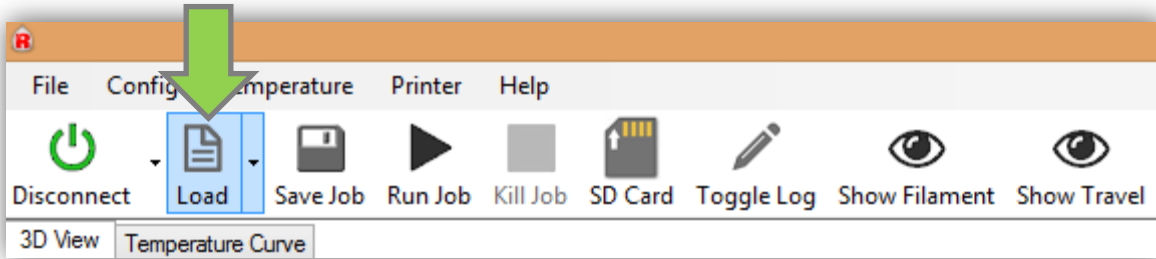 R
File Config Temperature Printer Help
Disconnect Load Save Job Run Job Kill Job SD Card Toggle Log Show Filament Show Travel
3D View Temperature Curve